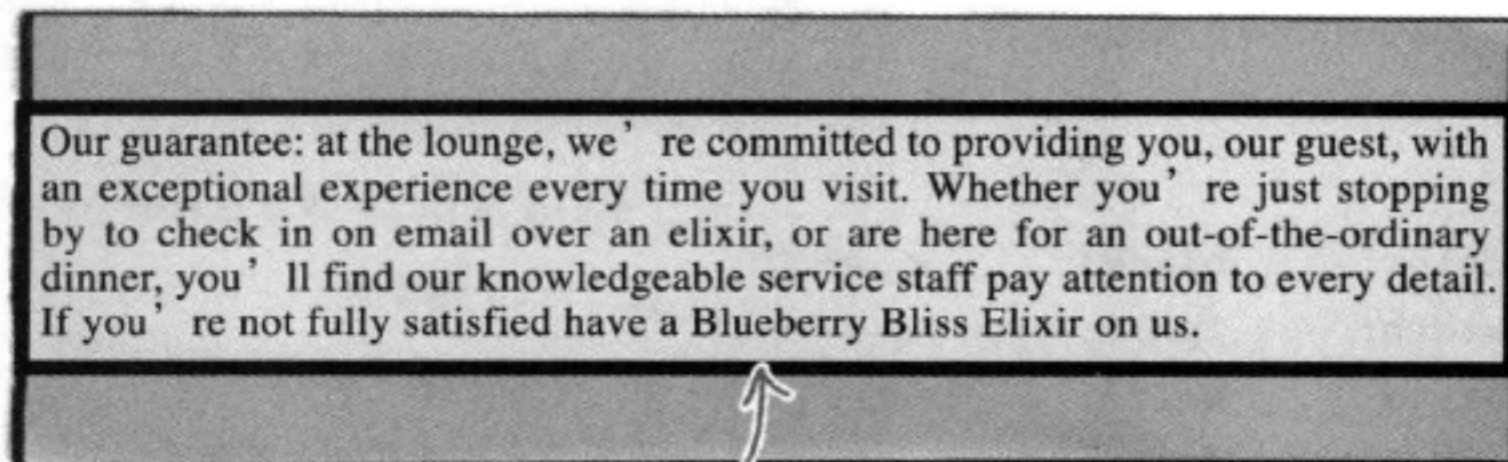 Our guarantee: at the lounge, we’ re committed to providing you, our guest, with
an exceptional experience every time you visit. Whether you’ re just stopping
by to check in on email over an elixir, or are here for an out-of-the-ordinary
dinner, you’ ll find our knowledgeable service staff pay attention to every detail.
If you’ re not fully satisfied have a Blueberry Bliss Elixir on us.